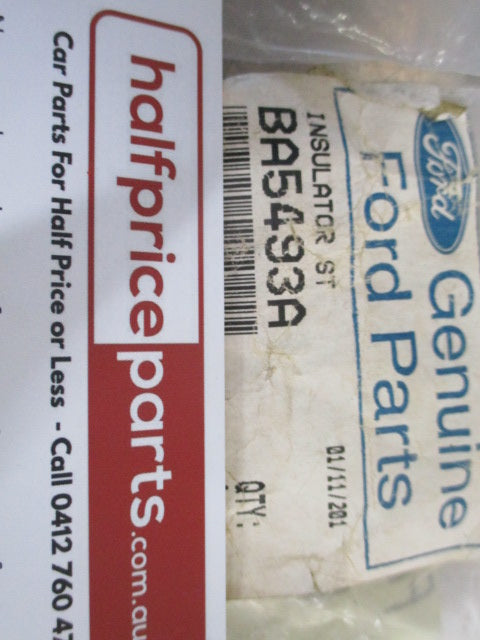 halfpriceparts.com.au
Car Parts For Half Price or Less - Call 0412 760 47
Ford
Genuine
Ford Parts
INSULATOR ST
BA5493A
01/11/201
QTY: